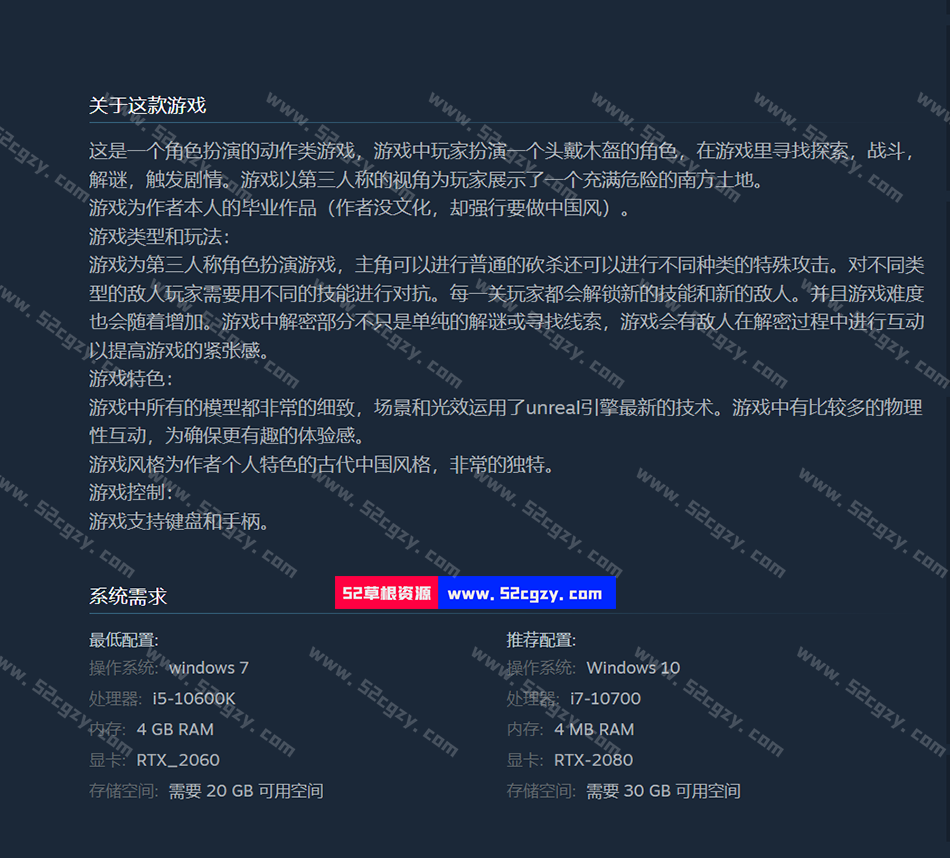 关于这款游戏
这是一个角色扮演的动作类游戏，游戏中玩家扮演一个头戴木盔的角色，在游戏里寻找探索，战斗，
解谜，触发剧情。游戏以第三人称的视角为玩家展示了一个充满危险的南方土地。
游戏为作者本人的毕业作品（作者没文化，却强行要做中国风）。
游戏类型和玩法：
游戏为第三人称角色扮演游戏，主角可以进行普通的砍杀还可以进行不同种类的特殊攻击。对不同类
型的敌人玩家需要用不同的技能进行对抗。每一关玩家都会解锁新的技能和新的敌人。并且游戏难度
也会随着增加。游戏中解密部分不只是单纯的解谜或寻找线索，游戏会有敌人在解密过程中进行互动
以提高游戏的紧张感。
游戏特色：
游戏中所有的模型都非常的细致，场景和光效运用了unreal引擎最新的技术。游戏中有比较多的物理
性互动，为确保更有趣的体验感。
游戏风格为作者个人特色的古代中国风格，非常的独特。
游戏控制：
游戏支持键盘和手柄。
52草根资源 www.52cgzy.com
系统需求
最低配置:
操作系统: windows 7
处理器: i5-10600K
内存: 4 GB RAM
显卡: RTX_2060
存储空间: 需要 20 GB 可用空间
推荐配置:
操作系统: Windows 10
处理器: i7-10700
内存: 4 MB RAM
显卡: RTX-2080
存储空间: 需要 30 GB 可用空间
www.52cgzy.com